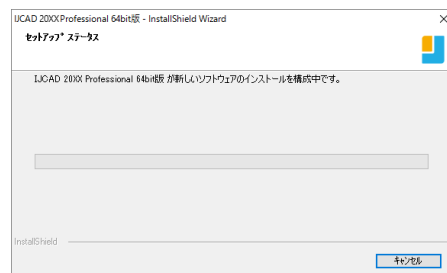 IJCAD 20XX Professional 64bit版 - InstallShield Wizard
セットアップ ステータス
IJCAD 20XX Professional 64bit版 が新しいソフトウェアのインストールを構成中です。
InstallShield
キャンセル